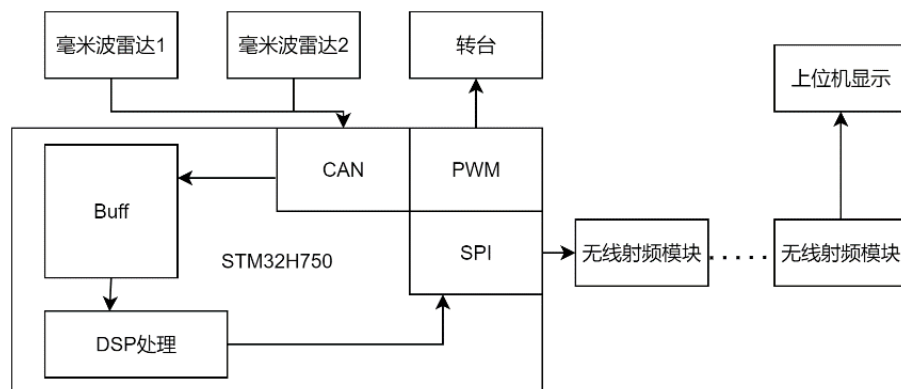 毫米波雷达1
毫米波雷达2
转台
上位机显示
CAN
PWM
Buff
STM32H750
SPI
无线射频模块
无线射频模块
DSP处理